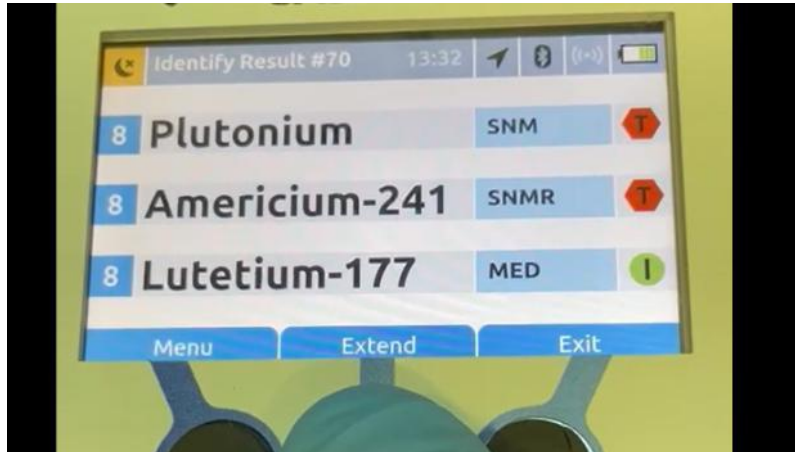 Identify Result #70 13:32
8 Plutonium SNM T
8 Americium-241 SNMR T
8 Lutetium-177 MED I
Menu Extend Exit